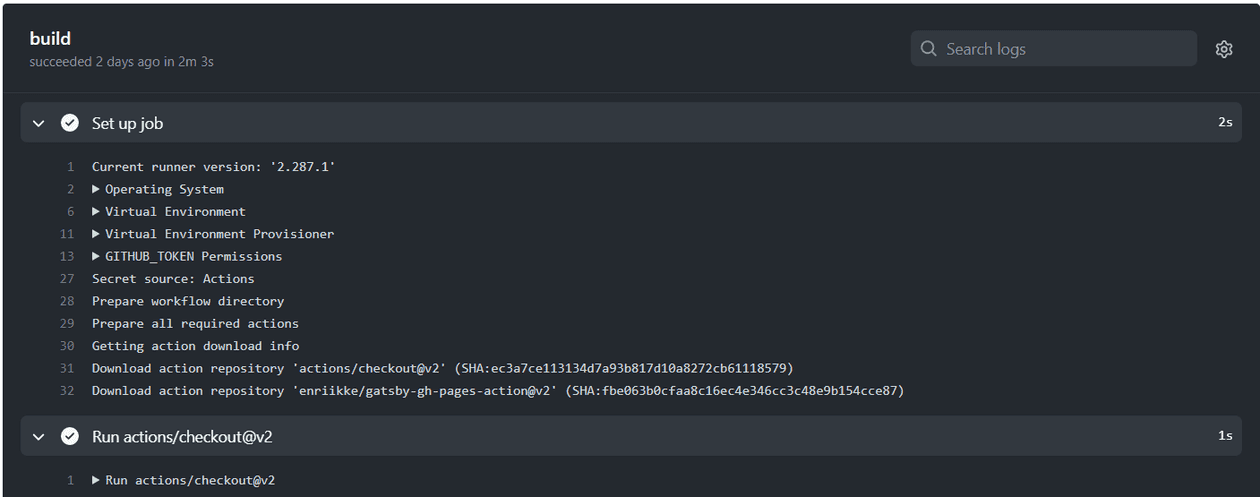 build
succeeded 2 days ago in 2m 3s
Search logs
Set up job 2s
1 Current runner version: '2.287.1'
2 Operating System
6 Virtual Environment
11 Virtual Environment Provisioner
13 GITHUB_TOKEN Permissions
27 Secret source: Actions
28 Prepare workflow directory
29 Prepare all required actions
30 Getting action download info
31 Download action repository 'actions/checkout@v2' (SHA:ec3a7ce113134d7a93b817d10a8272cb61118579)
32 Download action repository 'enriikke/gatsby-gh-pages-action@v2' (SHA:fbe063b0cfaa8c16ec4e346cc3c48e9b154cce87)
Run actions/checkout@v2 1s
1 Run actions/checkout@v2